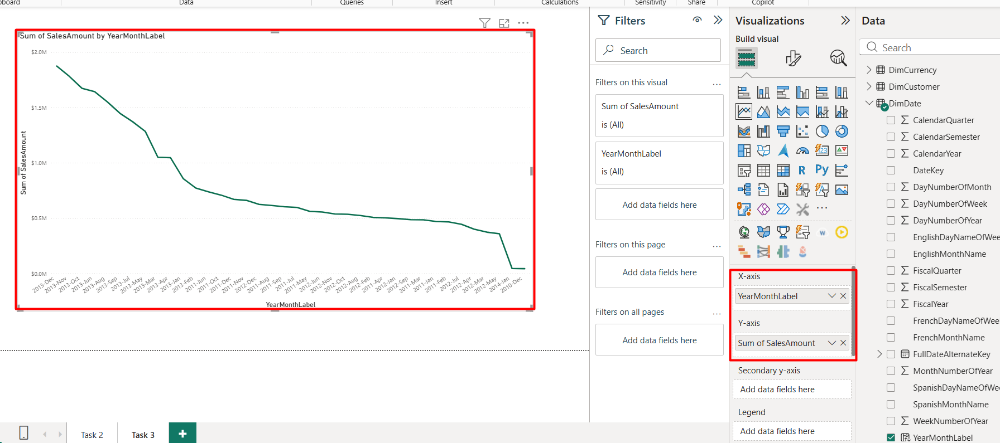 pboard
Data
Queries
Insert
Calculations
Sensitivity
Share
Copilot
Sum of SalesAmount by YearMonthLabel
$2.0M
$1.5M
$1.0M
$0.5M
$0.0M
Sum of SalesAmount
2013-Dec
2013-Nov
2013-Oct
2013-Jun
2013-Aug
2013-Sep
2013-Jul
2013-May
2013-Mar
2013-Apr
2013-Jan
2013-Feb
2011-Jun
2011-Oct
2011-Dec
2011-Nov
2012-Dec
2011-Aug
2011-Sep
2011-Jul
2011-May
2012-Jun
2012-Nov
2012-Oct
2012-Aug
2012-Feb
2011-Apr
2012-Jan
2012-Sep
2011-Mar
2011-Jan
2011-Feb
2012-Jul
2012-Mar
2012-Apr
2012-May
2014-Jan
2010-Dec
YearMonthLabel
Task 2
Task 3
Filters
Search
Filters on this visual
...
Sum of SalesAmount
is (All)
YearMonthLabel
is (All)
Add data fields here
Filters on this page
...
Add data fields here
Filters on all pages
...
Add data fields here
Visualizations
Build visual
123
R
Py
...
W
X-axis
YearMonthLabel
Y-axis
Sum of SalesAmount
Secondary y-axis
Add data fields here
Legend
Add data fields here
Data
Search
DimCurrency
DimCustomer
DimDate
CalendarQuarter
CalendarSemester
CalendarYear
DateKey
DayNumberOfMonth
DayNumberOfWeek
DayNumberOfYear
EnglishDayNameOfWee
EnglishMonthName
FiscalQuarter
FiscalSemester
FiscalYear
FrenchDayNameOfWee
FrenchMonthName
FullDateAlternateKey
MonthNumberOfYear
SpanishDayNameOfWee
SpanishMonthName
WeekNumberOfYear
YearMonthLabel